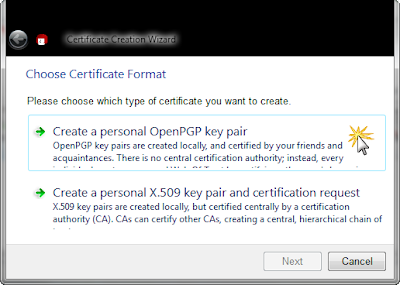 Certificate Creation Wizard
Choose Certificate Format
Please choose which type of certificate you want to create.
Create a personal OpenPGP key pair
OpenPGP key pairs are created locally, and certified by your friends and
acquaintances. There is no central certification authority; instead, every
Create a personal X.509 key pair and certification request
X.509 key pairs are created locally, but certified centrally by a certification
authority (CA). CAs can certify other CAs, creating a central, hierarchical chain of
Next
Cancel